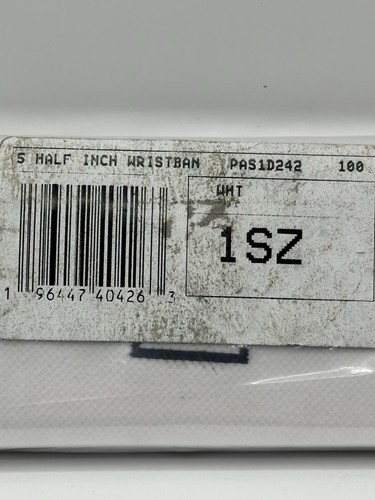 5 HALF INCH WRISTBAN PAS1D242 100
WHT
1SZ
1 96447 40426 3